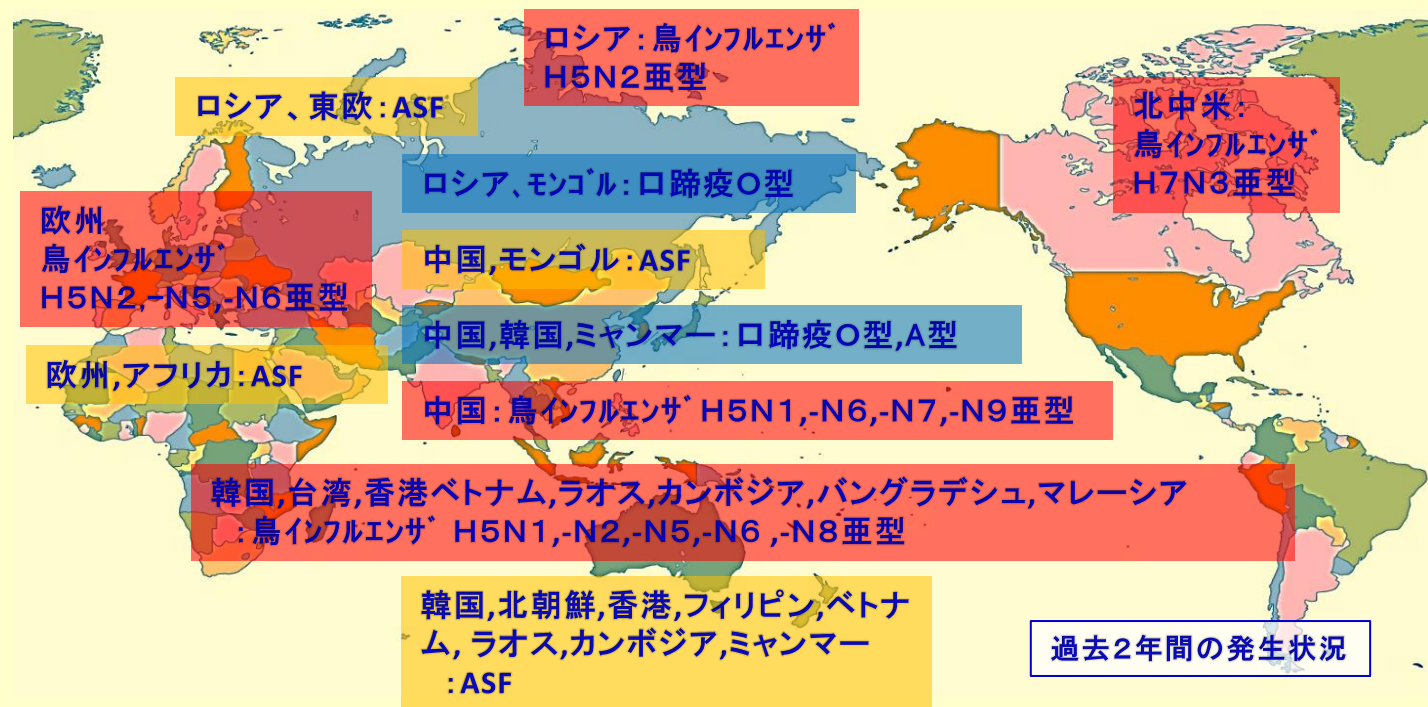 ロシア：鳥ｲﾝﾌﾙｴﾝｻﾞ
H5N2亜型
ロシア、東欧：ASF
北中米：
鳥ｲﾝﾌﾙｴﾝｻﾞ
H7N3亜型
ロシア、ﾓﾝｺﾞﾙ：口蹄疫O型
欧州
鳥ｲﾝﾌﾙｴﾝｻﾞ
H5N2,-N5,-N6亜型
中国,モンゴル：ASF
中国,韓国,ミャンマー：口蹄疫O型,A型
欧州,アフリカ：ASF
中国：鳥ｲﾝﾌﾙｴﾝｻﾞ H5N1,-N6,-N7,-N9亜型
韓国,台湾,香港ベトナム,ラオス,カンボジア,バングラデシュ,マレーシア
：鳥ｲﾝﾌﾙｴﾝｻﾞ H5N1,-N2,-N5,-N6 ,-N8亜型
韓国,北朝鮮,香港,フィリピン,ベトナ
ム, ラオス,カンボジア,ミャンマー
：ASF
過去2年間の発生状況